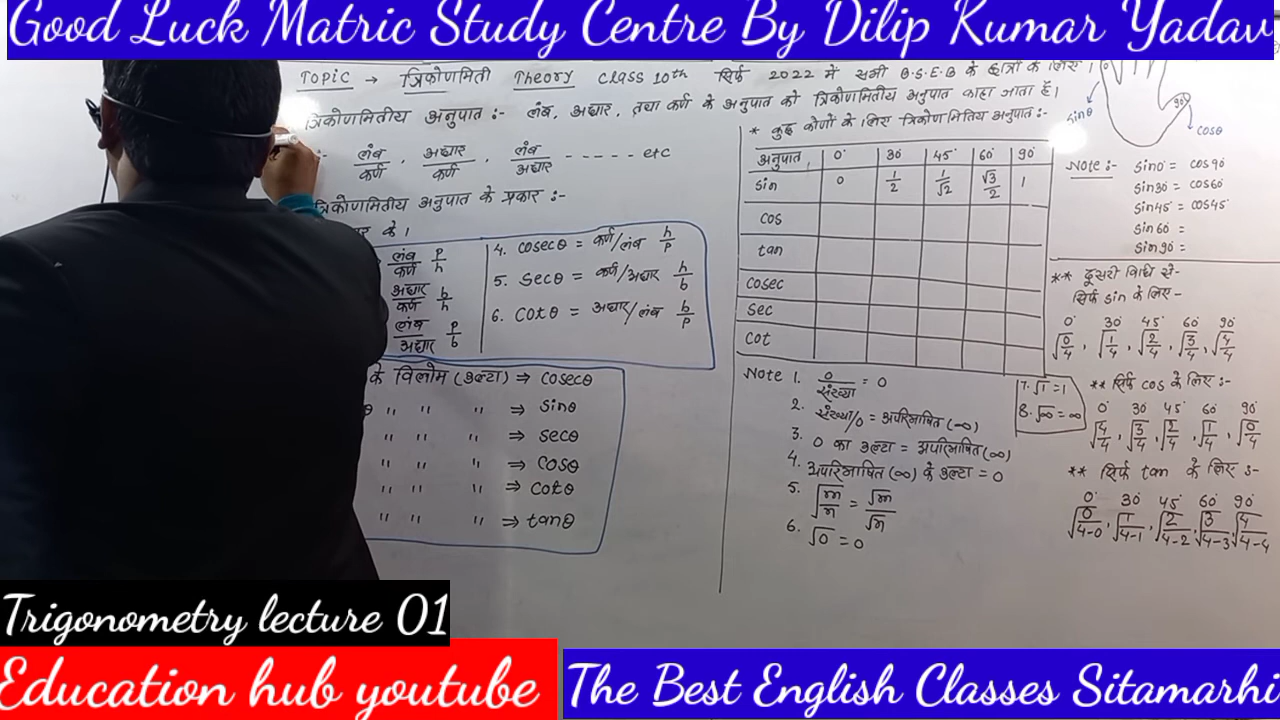 Good Luck Matric Study Centre By Dilip Kumar Yadav
Topic → त्रिकोणमिती Theory Class 10th सिर्फ 2022 में सभी B.S.E.B के छात्रों के लिए।
त्रिकोणमितीय अनुपात :- लंब, आधार, तथा कर्ण के अनुपात को त्रिकोणमितीय अनुपात काहा जाता हैं।
:- लंब/कर्ण , आधार/कर्ण , लंब/आधार ----- etc
त्रिकोणमितीय अनुपात के प्रकार :-
के।
लंब/कर्ण p/h
आधार/कर्ण b/h
लंब/आधार p/b
4. cosecθ = कर्ण/लंब h/p
5. secθ = कर्ण/आधार h/b
6. cotθ = आधार/लंब b/p
के विलोम (उल्टा) ⇒ cosecθ
θ " " " ⇒ sinθ
" " " ⇒ secθ
" " " ⇒ cosθ
" " " ⇒ cotθ
" " " ⇒ tanθ
* कुछ कोणों के लिए त्रिकोणमितिय अनुपात :-
अनुपात 0° 30° 45° 60° 90°
sin 0 1/2 1/√2 √3/2 1
cos
tan
cosec
sec
cot
Note 1. 0/संख्या = 0
2. संख्या/0 = अपरिभाषित (∞)
3. 0 का उल्टा = अपरिभाषित (∞)
4. अपरिभाषित (∞) के उल्टा = 0
5. √m/n = √m/√n
6. √0 = 0
7. √1 = 1
8. √∞ = ∞
0°
90°
sinθ
cosθ
Note :- sin0° = cos90°
sin30° = cos60°
sin45° = cos45°
sin60° =
sin90° =
** दूसरी विधि से-
सिर्फ sin के लिए-
0° 30° 45° 60° 90°
√0/4 , √1/4 , √2/4 , √3/4 , √4/4
** सिर्फ cos के लिए :-
0° 30° 45° 60° 90°
√4/4 , √3/4 , √2/4 , √1/4 , √0/4
** सिर्फ tan के लिए :-
0° 30° 45° 60° 90°
√0/4-0 , √1/4-1 , √2/4-2 , √3/4-3 , √4/4-4
Trigonometry lecture 01
Education hub youtube
The Best English Classes Sitamarhi